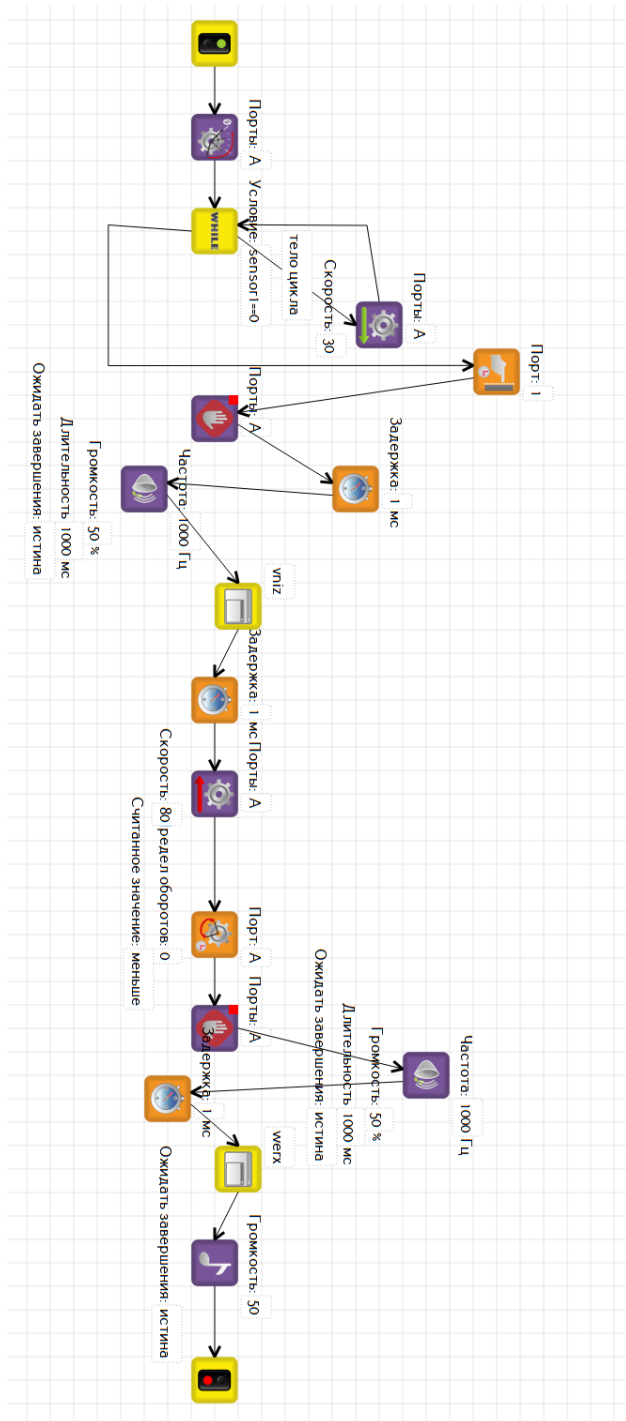 Порты: A
WHILE
Условие: sensor1==0
тело цикла
Порты: A
Скорость: 30
Порт: 1
Порты: A
Задержка: 1 мс
Частота: 1000 Гц
Громкость: 50 %
Длительность 1000 мс
Ожидать завершения: истина
vniz
Задержка: 1 мс
Порты: A
Скорость: 80
редел оборотов: 0
Считанное значение: меньше
Порт: A
Порты: A
Частота: 1000 Гц
Громкость: 50 %
Длительность 1000 мс
Ожидать завершения: истина
Задержка: 1 мс
werx
Громкость: 50
Ожидать завершения: истина